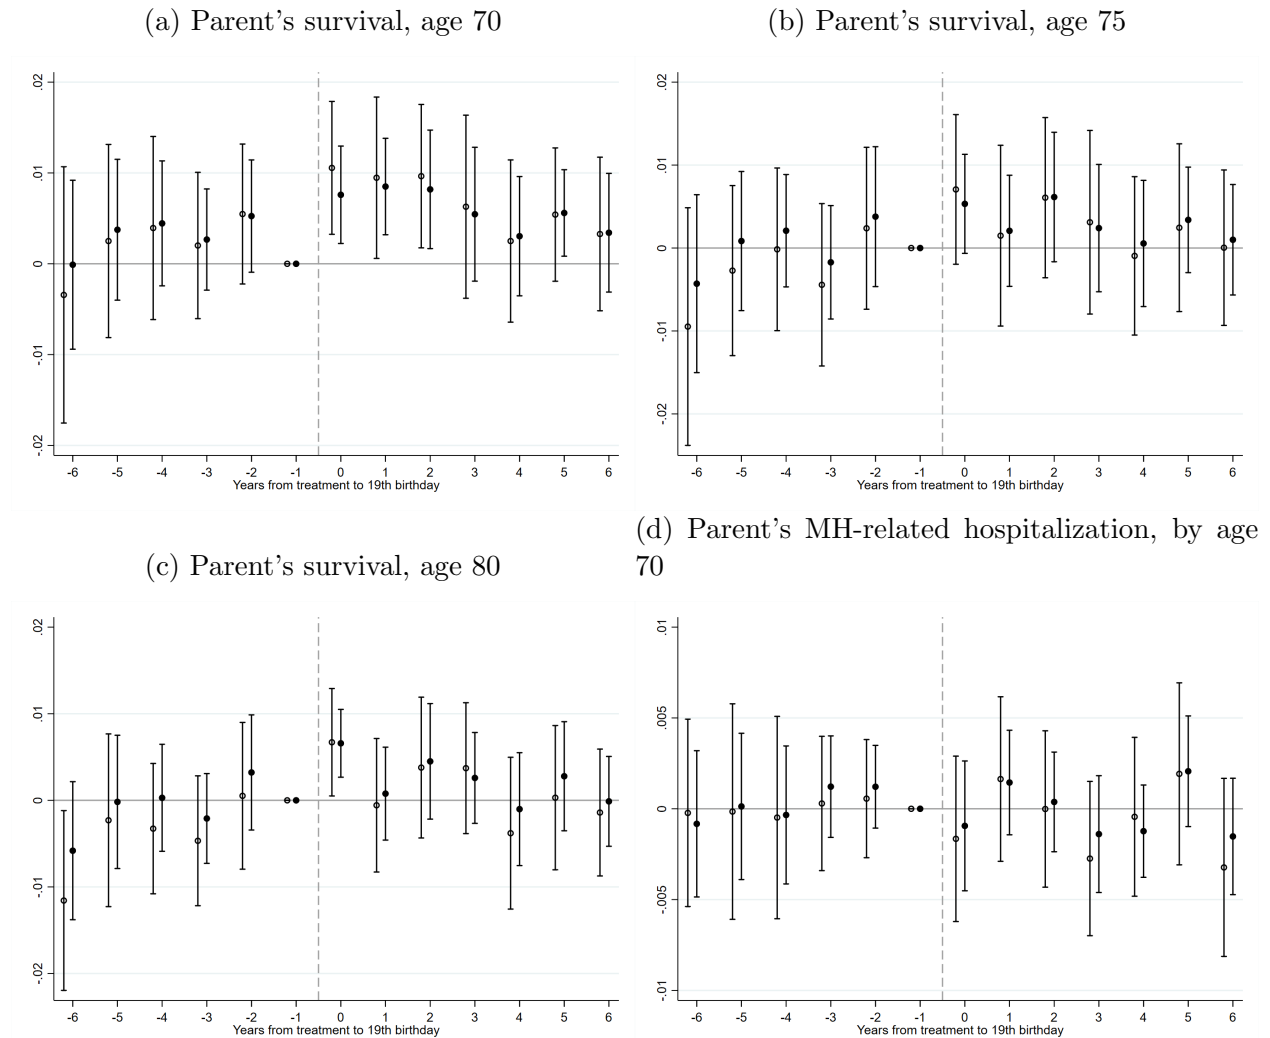 (a) Parent's survival, age 70
.02
.01
0
-.01
-.02
-6 -5 -4 -3 -2 -1 0 1 2 3 4 5 6
Years from treatment to 19th birthday
(b) Parent's survival, age 75
.02
.01
0
-.01
-.02
-6 -5 -4 -3 -2 -1 0 1 2 3 4 5 6
Years from treatment to 19th birthday
(c) Parent's survival, age 80
.02
.01
0
-.01
-.02
-6 -5 -4 -3 -2 -1 0 1 2 3 4 5 6
Years from treatment to 19th birthday
(d) Parent's MH-related hospitalization, by age
70
.01
.005
0
-.005
-.01
-6 -5 -4 -3 -2 -1 0 1 2 3 4 5 6
Years from treatment to 19th birthday